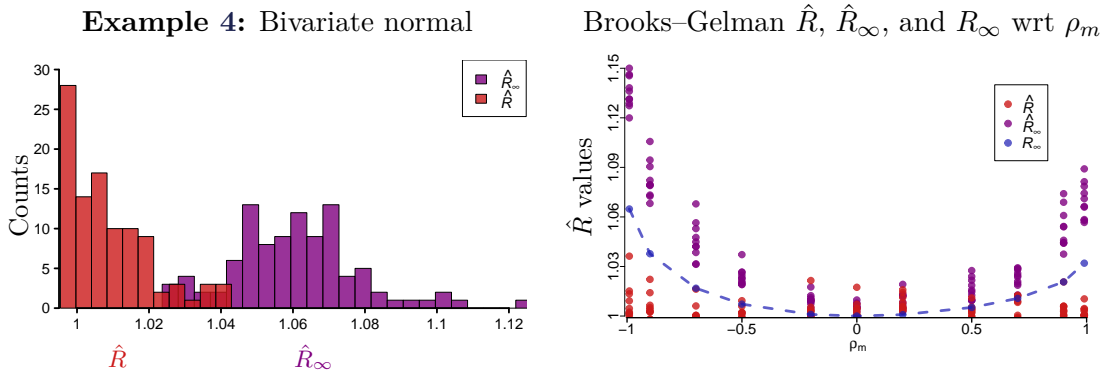 Example 4: Bivariate normal
30
25
20
15
10
5
0
Counts
1 1.02 1.04 1.06 1.08 1.1 1.12
R̂∞
R̂
R̂ R̂∞
Brooks–Gelman R̂, R̂∞, and R∞ wrt ρm
1.15
1.12
1.09
1.06
1.03
1
R̂ values
−1 −0.5 0 0.5 1
ρm
R̂
R̂∞
R∞